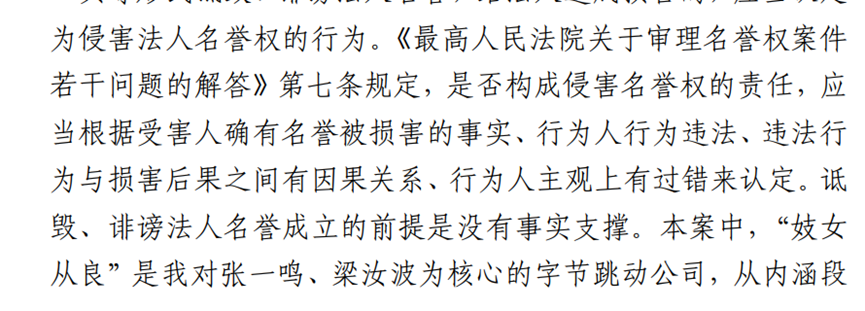 为侵害法人名誉权的行为。《最高人民法院关于审理名誉权案件
若干问题的解答》第七条规定，是否构成侵害名誉权的责任，应
当根据受害人确有名誉被损害的事实、行为人行为违法、违法行
为与损害后果之间有因果关系、行为人主观上有过错来认定。诋
毁、诽谤法人名誉成立的前提是没有事实支撑。本案中，“妓女
从良”是我对张一鸣、梁汝波为核心的字节跳动公司，从内涵段